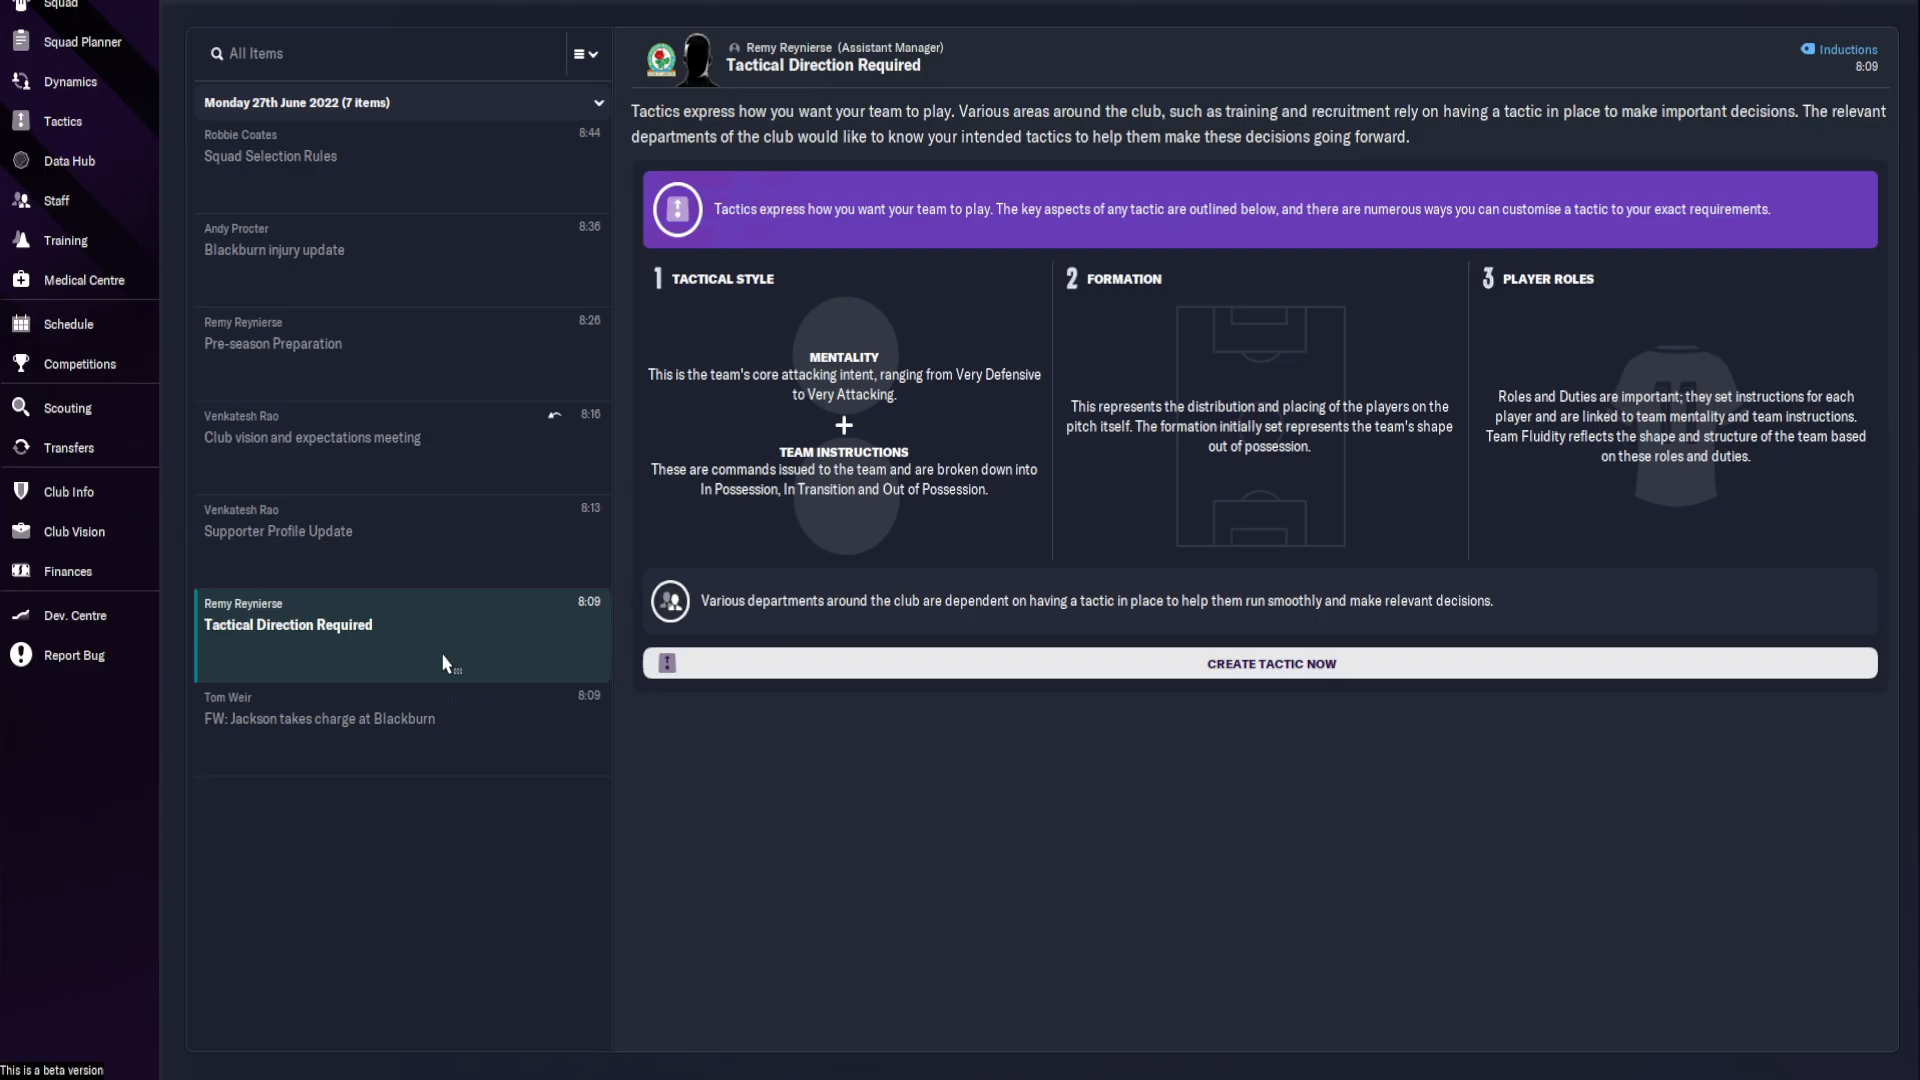 Squad
Squad Planner
Dynamics
Tactics
Data Hub
Staff
Training
Medical Centre
Schedule
Competitions
Scouting
Transfers
Club Info
Club Vision
Finances
Dev. Centre
Report Bug
This is a beta version
All Items
Monday 27th June 2022 (7 items)
Robbie Coates 8:44
Squad Selection Rules
Andy Procter 8:36
Blackburn injury update
Remy Reynierse 8:26
Pre-season Preparation
Venkatesh Rao 8:16
Club vision and expectations meeting
Venkatesh Rao 8:13
Supporter Profile Update
Remy Reynierse 8:09
Tactical Direction Required
Tom Weir 8:09
FW: Jackson takes charge at Blackburn
Remy Reynierse (Assistant Manager)
Tactical Direction Required
Inductions
8:09
Tactics express how you want your team to play. Various areas around the club, such as training and recruitment rely on having a tactic in place to make important decisions. The relevant
departments of the club would like to know your intended tactics to help them make these decisions going forward.
Tactics express how you want your team to play. The key aspects of any tactic are outlined below, and there are numerous ways you can customise a tactic to your exact requirements.
1 TACTICAL STYLE
MENTALITY
This is the team's core attacking intent, ranging from Very Defensive
to Very Attacking.
+
TEAM INSTRUCTIONS
These are commands issued to the team and are broken down into
In Possession, In Transition and Out of Possession.
2 FORMATION
This represents the distribution and placing of the players on the
pitch itself. The formation initially set represents the team's shape
out of possession.
3 PLAYER ROLES
Roles and Duties are important; they set instructions for each
player and are linked to team mentality and team instructions.
Team Fluidity reflects the shape and structure of the team based
on these roles and duties.
Various departments around the club are dependent on having a tactic in place to help them run smoothly and make relevant decisions.
CREATE TACTIC NOW